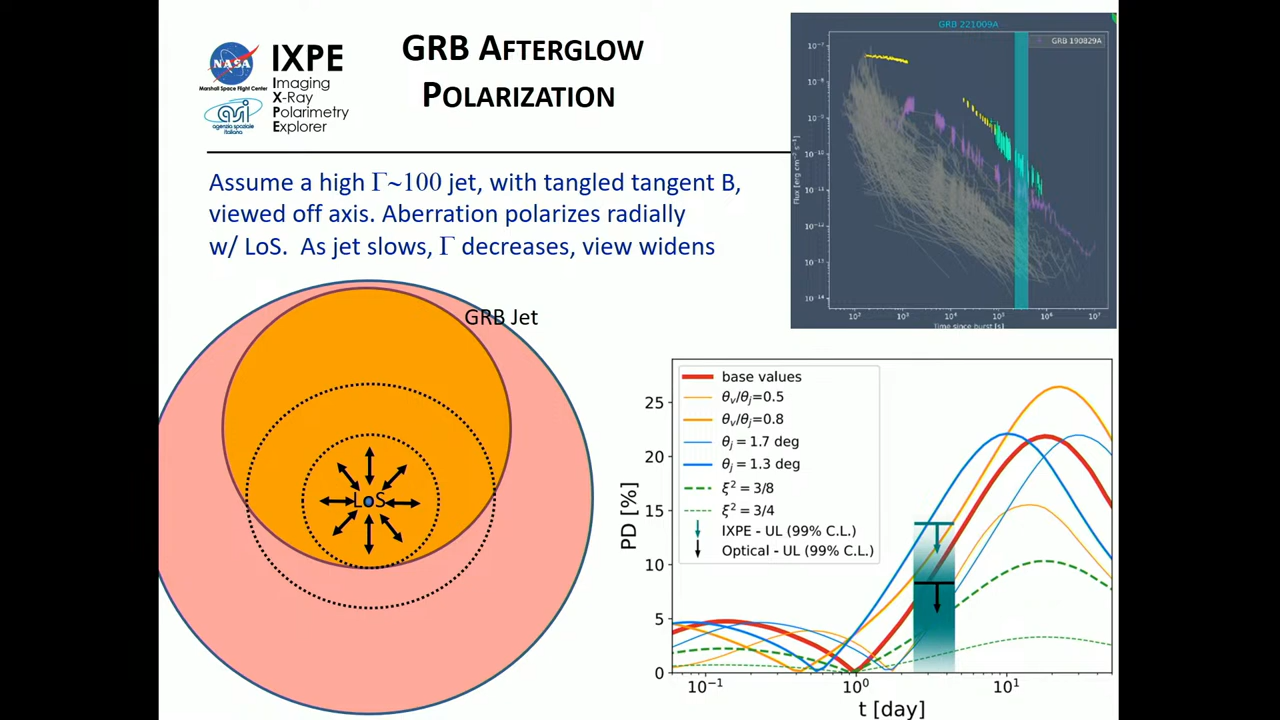 GRB AFTERGLOW
POLARIZATION
NASA
Marshall Space Flight Center
asi
agenzia spaziale
italiana
IXPE
Imaging
X-Ray
Polarimetry
Explorer
Assume a high Γ~100 jet, with tangled tangent B,
viewed off axis. Aberration polarizes radially
w/ LoS. As jet slows, Γ decreases, view widens
GRB Jet
LoS
GRB 221009A
GRB 190829A
Flux [erg cm⁻² s⁻¹]
10⁻⁷
10⁻⁸
10⁻⁹
10⁻¹⁰
10⁻¹¹
10⁻¹²
10⁻¹³
10⁻¹⁴
10² 10³ 10⁴ 10⁵ 10⁶ 10⁷
Time since burst [s]
base values
θᵥ/θⱼ=0.5
θᵥ/θⱼ=0.8
θⱼ = 1.7 deg
θⱼ = 1.3 deg
ξ² = 3/8
ξ² = 3/4
IXPE - UL (99% C.L.)
Optical - UL (99% C.L.)
PD [%]
25
20
15
10
5
0
10⁻¹ 10⁰ 10¹
t [day]